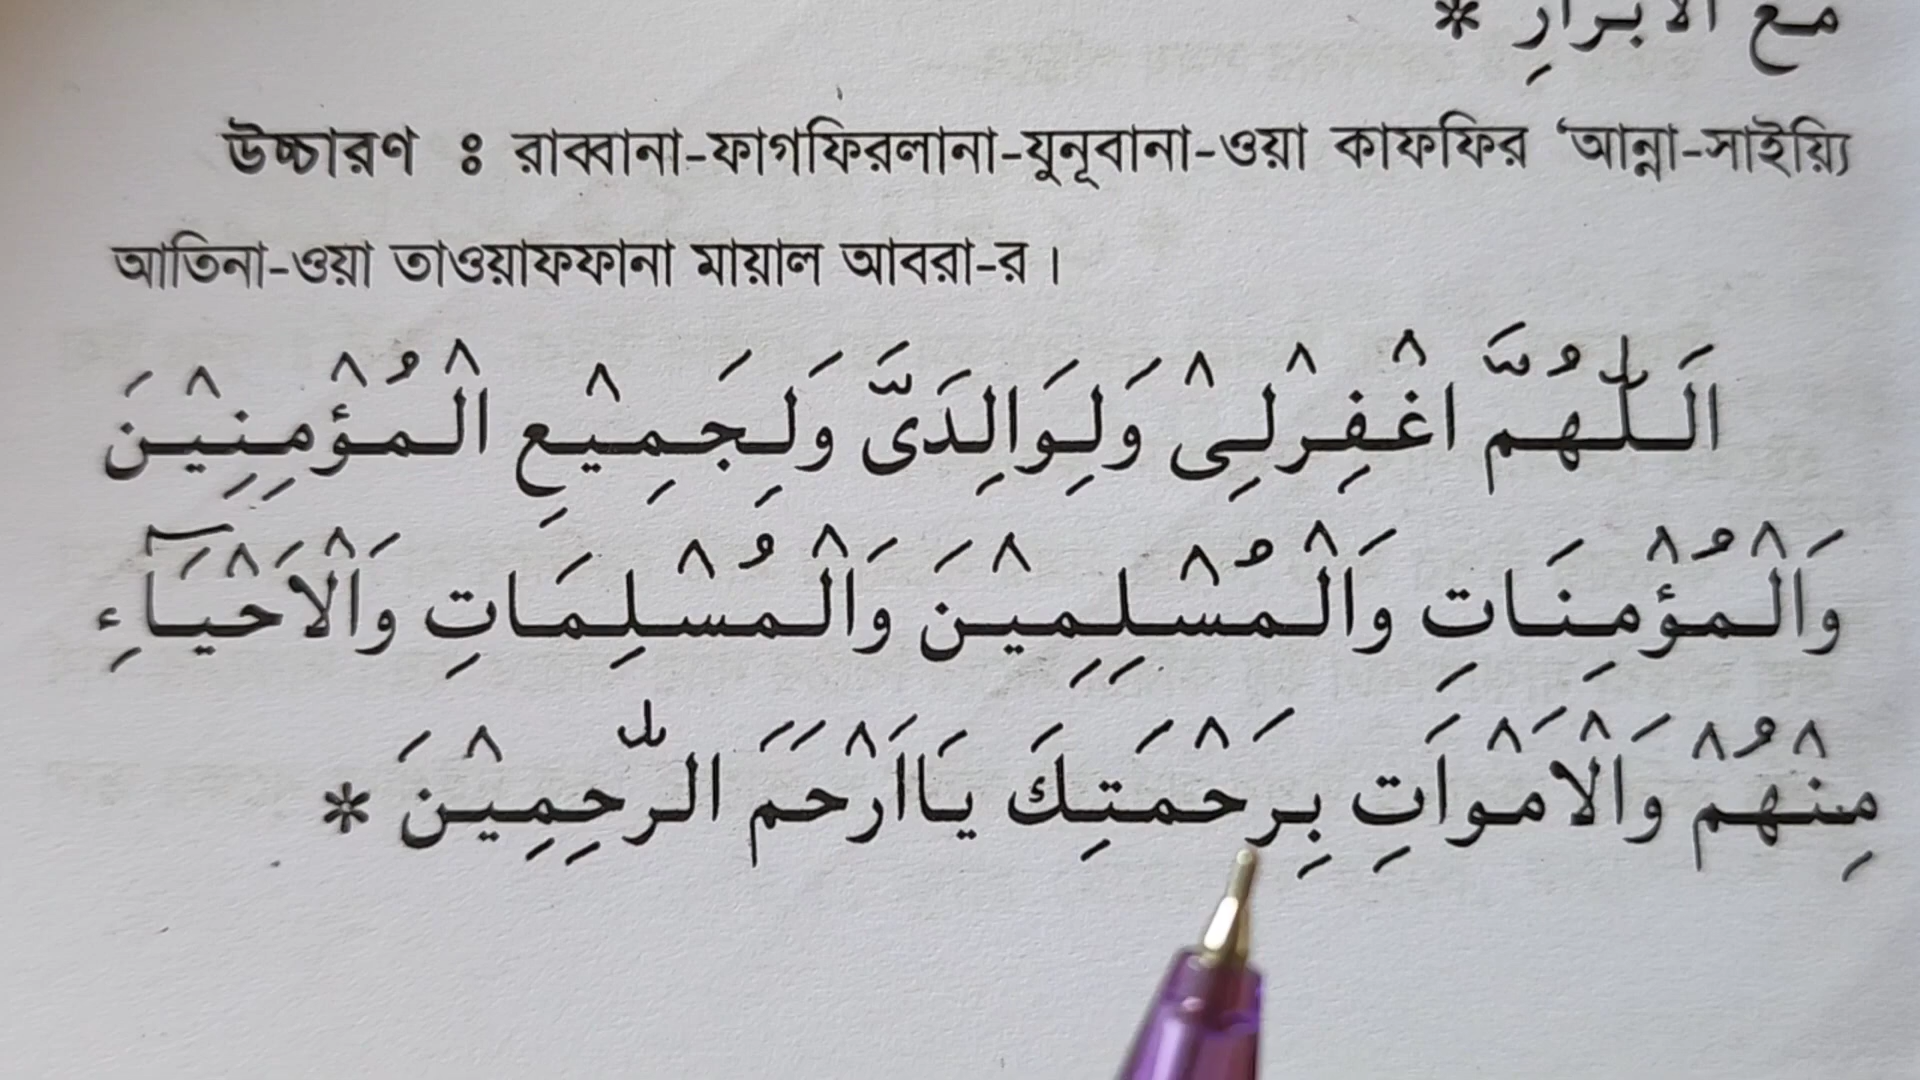 مع الابرارِ *
উচ্চারণ ঃ রাব্বানা-ফাগফিরলানা-যুনূবানা-ওয়া কাফফির ‘আন্না-সাইয়্যি
আতিনা-ওয়া তাওয়াফফানা মায়াল আবরা-র।
اَللّٰهُمَّ اغْفِرْلِىْ وَلِوَالِدَىَّ وَلِجَمِيْعِ الْمُؤْمِنِيْنَ
وَالْمُؤْمِنَاتِ وَالْمُسْلِمِيْنَ وَالْمُسْلِمَاتِ وَالْاَحْيَآءِ
مِنْهُمْ وَالْاَمْوَاتِ بِرَحْمَتِكَ يَااَرْحَمَ الرّٰحِمِيْنَ *